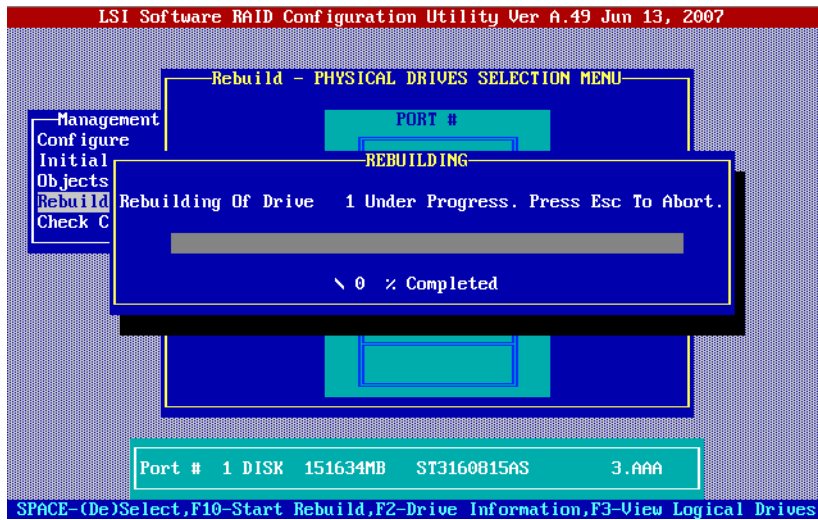 LSI Software RAID Configuration Utility Ver A.49 Jun 13, 2007
Rebuild - PHYSICAL DRIVES SELECTION MENU
Management
PORT #
Configure
Initial
REBUILDING
Objects
Rebuild
Rebuilding Of Drive 1 Under Progress. Press Esc To Abort.
Check C
\ 0 % Completed
Port # 1 DISK 151634MB ST3160815AS 3.AAA
SPACE-(De)Select,F10-Start Rebuild,F2-Drive Information,F3-View Logical Drives